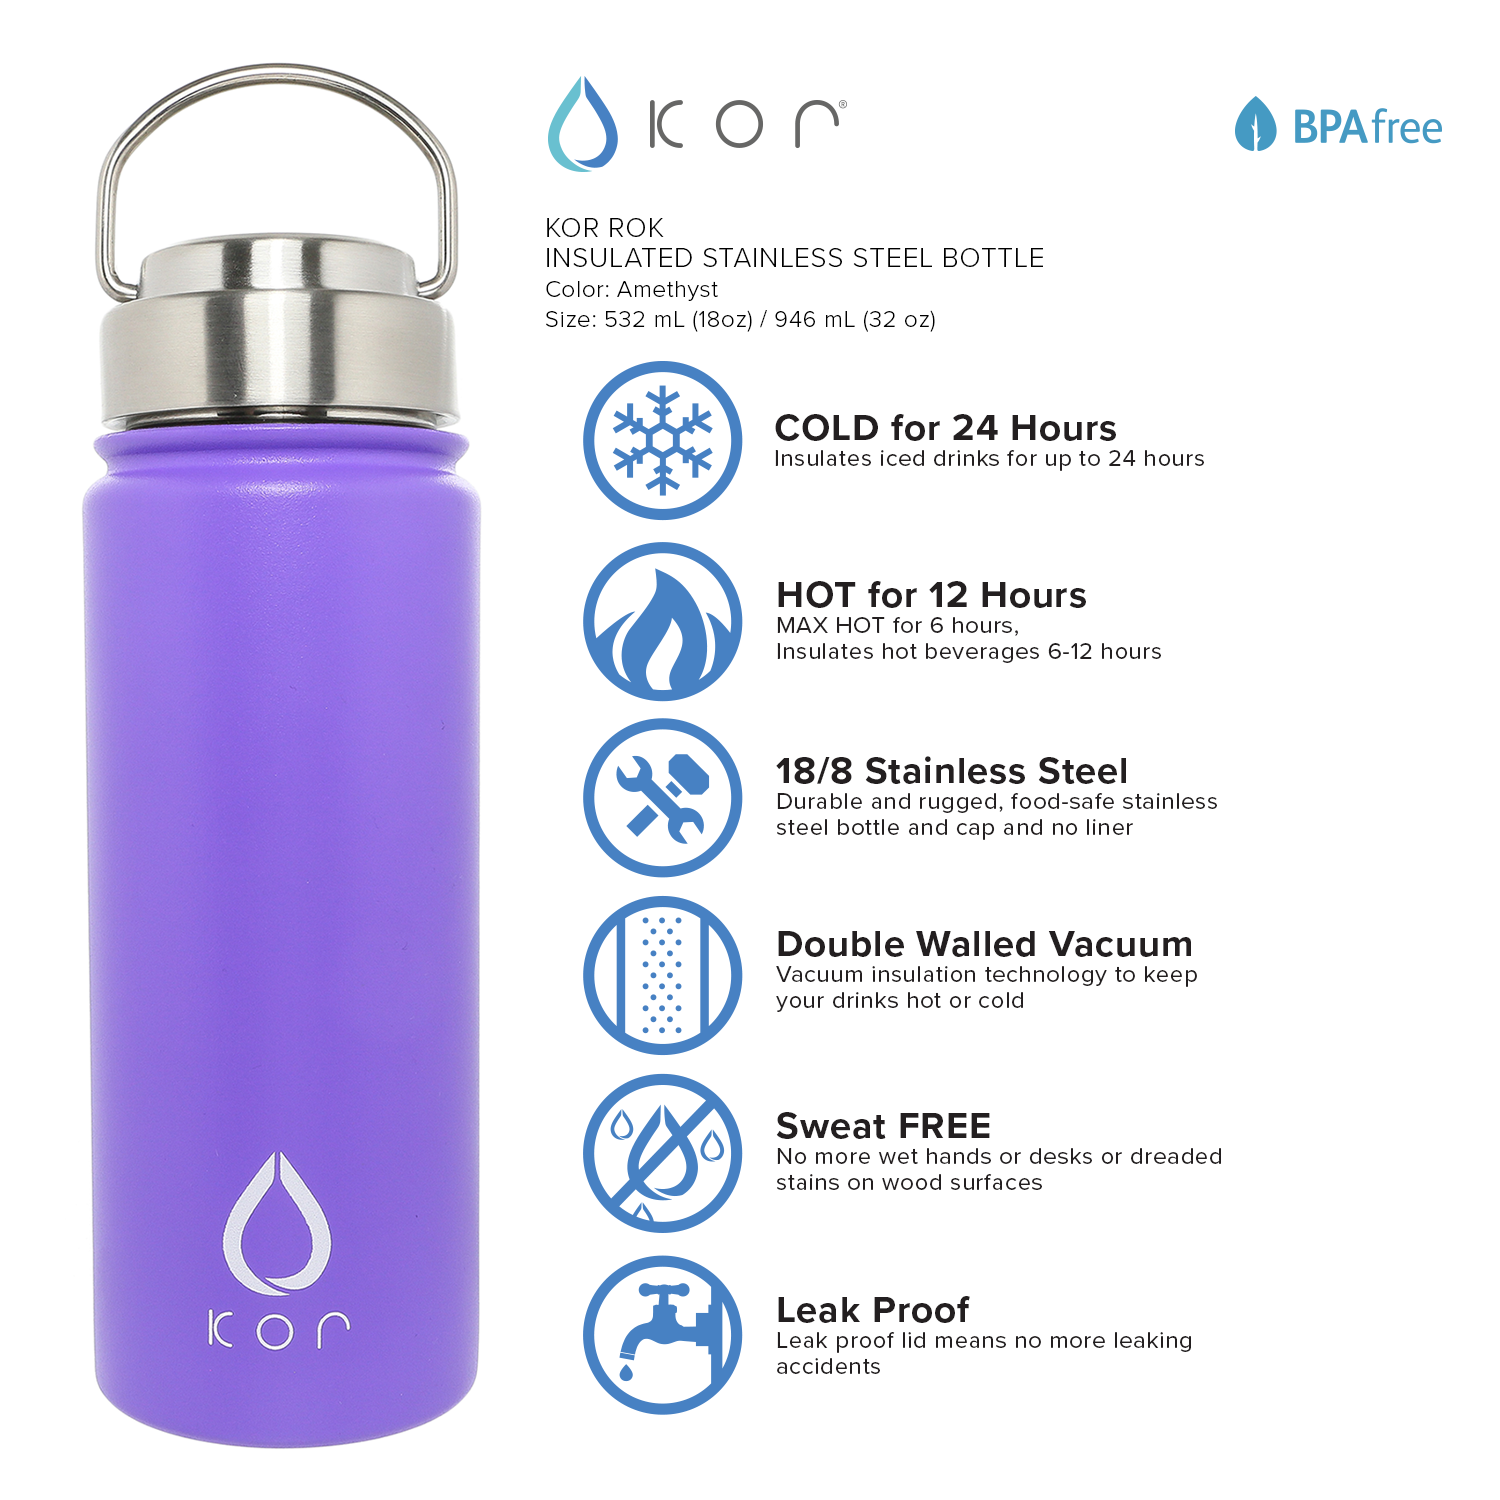 kor®
BPAfree
KOR ROK
INSULATED STAINLESS STEEL BOTTLE
Color: Amethyst
Size: 532 mL (18oz) / 946 mL (32 oz)
COLD for 24 Hours
Insulates iced drinks for up to 24 hours
HOT for 12 Hours
MAX HOT for 6 hours,
Insulates hot beverages 6-12 hours
18/8 Stainless Steel
Durable and rugged, food-safe stainless
steel bottle and cap and no liner
Double Walled Vacuum
Vacuum insulation technology to keep
your drinks hot or cold
Sweat FREE
No more wet hands or desks or dreaded
stains on wood surfaces
Leak Proof
Leak proof lid means no more leaking
accidents
kor